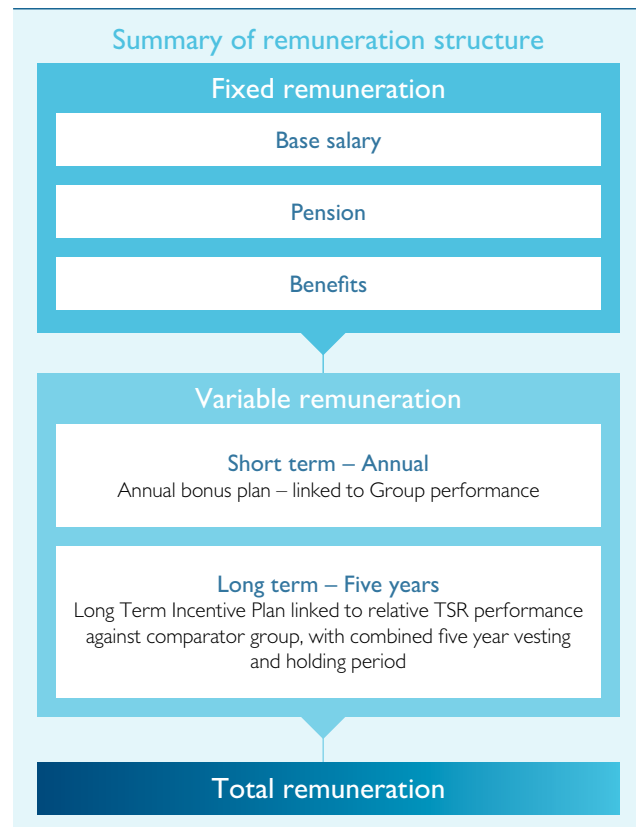 Summary of remuneration structure
Fixed remuneration
Base salary
Pension
Benefits
Variable remuneration
Short term – Annual
Annual bonus plan – linked to Group performance
Long term – Five years
Long Term Incentive Plan linked to relative TSR performance
against comparator group, with combined five year vesting
and holding period
Total remuneration